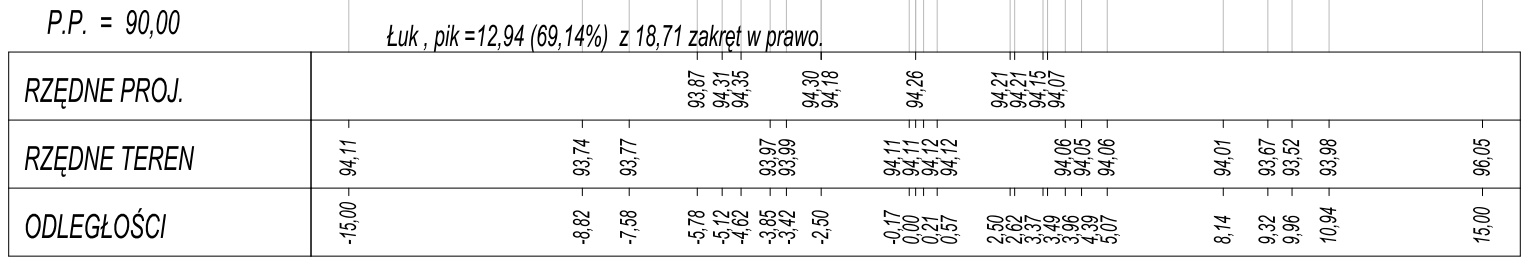 P.P. = 90,00
Łuk , pik =12,94 (69,14%) z 18,71 zakręt w prawo.
RZĘDNE PROJ. 93,87 94,31 94,35 94,30 94,18 94,26 94,21 94,21 94,15 94,07
RZĘDNE TEREN 94,11 93,74 93,77 93,97 93,99 94,11 94,11 94,12 94,12 94,06 94,05 94,06 94,01 93,67 93,52 93,98 96,05
ODLEGŁOŚCI -15,00 -8,82 -7,58 -5,78 -5,12 -4,62 -3,85 -3,42 -2,50 -0,17 0,00 0,21 0,57 2,50 2,62 3,37 3,49 3,96 4,39 5,07 8,14 9,32 9,96 10,94 15,00